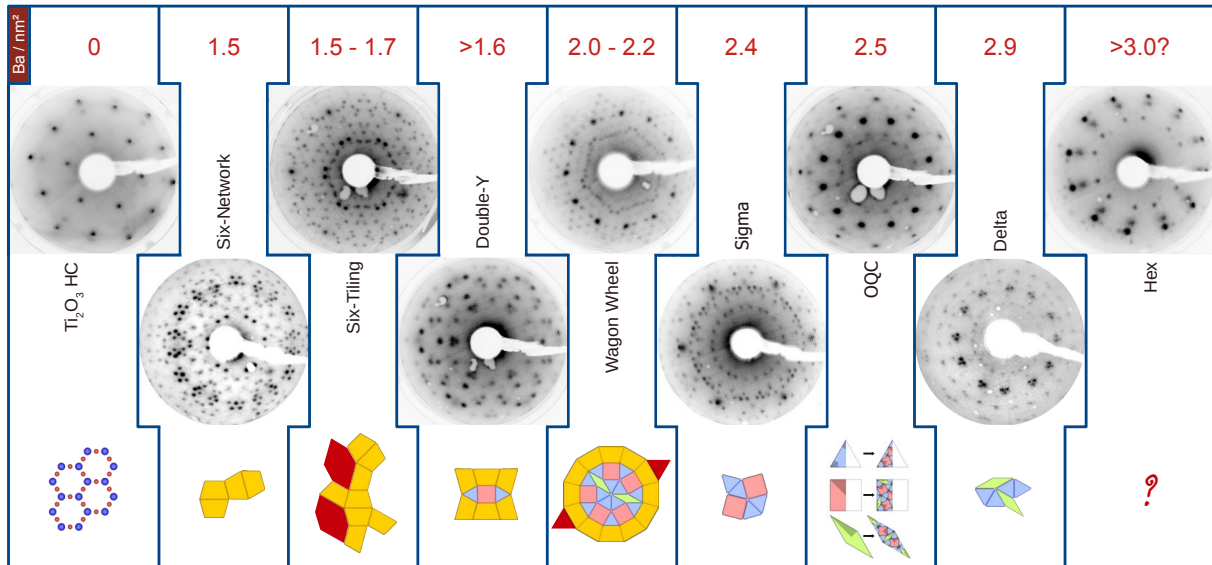 Ba / nm²
0
1.5
1.5 - 1.7
>1.6
2.0 - 2.2
2.4
2.5
2.9
>3.0?
Ti₂O₃ HC
Six-Network
Six-Tiling
Double-Y
Wagon Wheel
Sigma
OQC
Delta
Hex
?